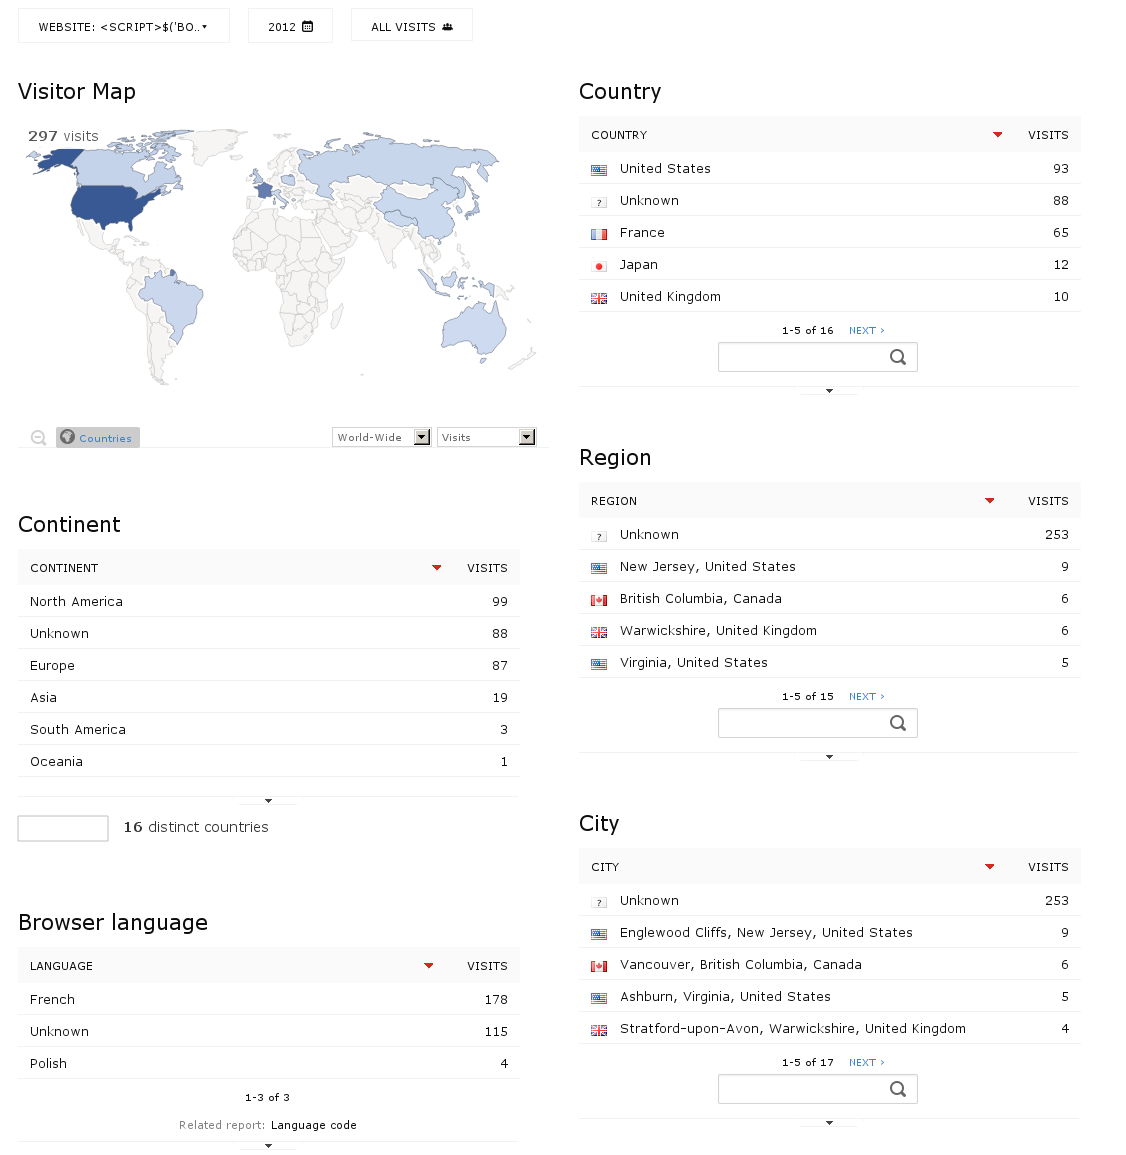 WEBSITE: <SCRIPT>$('BO..
2012
ALL VISITS
Visitor Map
297 visits
Countries
World-Wide
Visits
Continent
CONTINENT VISITS
North America 99
Unknown 88
Europe 87
Asia 19
South America 3
Oceania 1
16 distinct countries
Browser language
LANGUAGE VISITS
French 178
Unknown 115
Polish 4
1-3 of 3
Related report: Language code
Country
COUNTRY VISITS
United States 93
? Unknown 88
France 65
Japan 12
United Kingdom 10
1-5 of 16 NEXT ›
Region
REGION VISITS
? Unknown 253
New Jersey, United States 9
British Columbia, Canada 6
Warwickshire, United Kingdom 6
Virginia, United States 5
1-5 of 15 NEXT ›
City
CITY VISITS
? Unknown 253
Englewood Cliffs, New Jersey, United States 9
Vancouver, British Columbia, Canada 6
Ashburn, Virginia, United States 5
Stratford-upon-Avon, Warwickshire, United Kingdom 4
1-5 of 17 NEXT ›